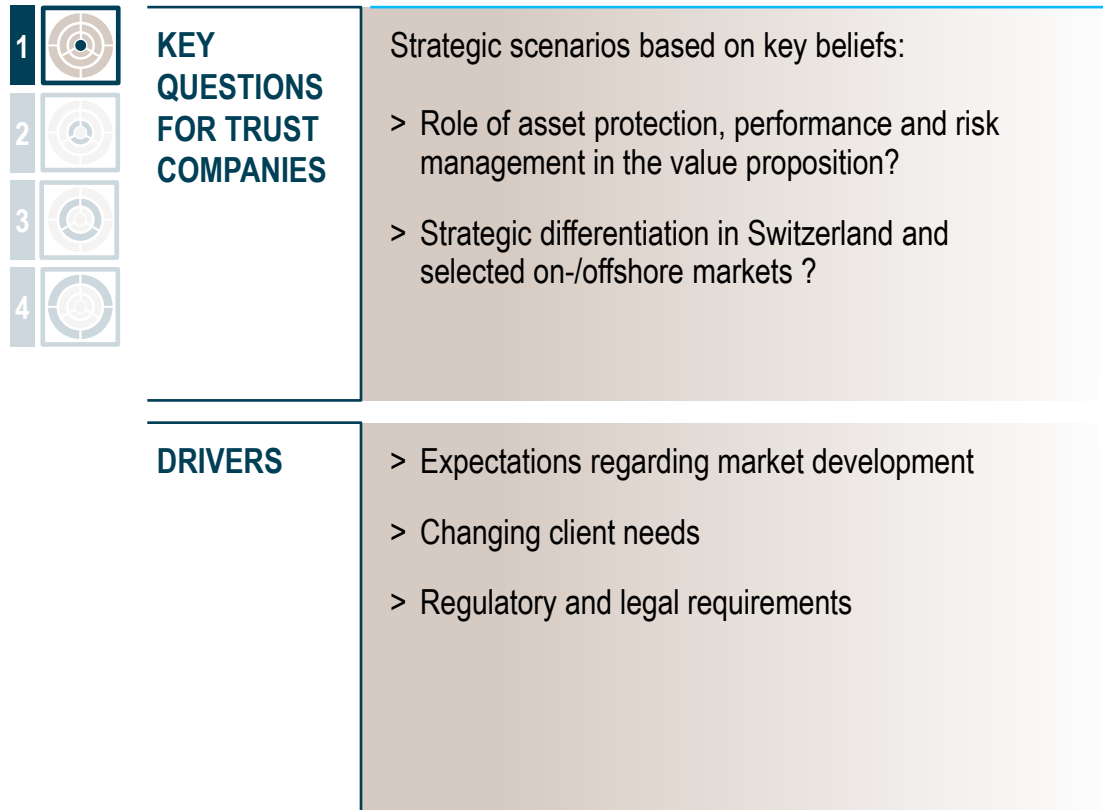 1
2
3
4
KEY
QUESTIONS
FOR TRUST
COMPANIES
Strategic scenarios based on key beliefs:
> Role of asset protection, performance and risk
management in the value proposition?
> Strategic differentiation in Switzerland and
selected on-/offshore markets ?
DRIVERS
> Expectations regarding market development
> Changing client needs
> Regulatory and legal requirements